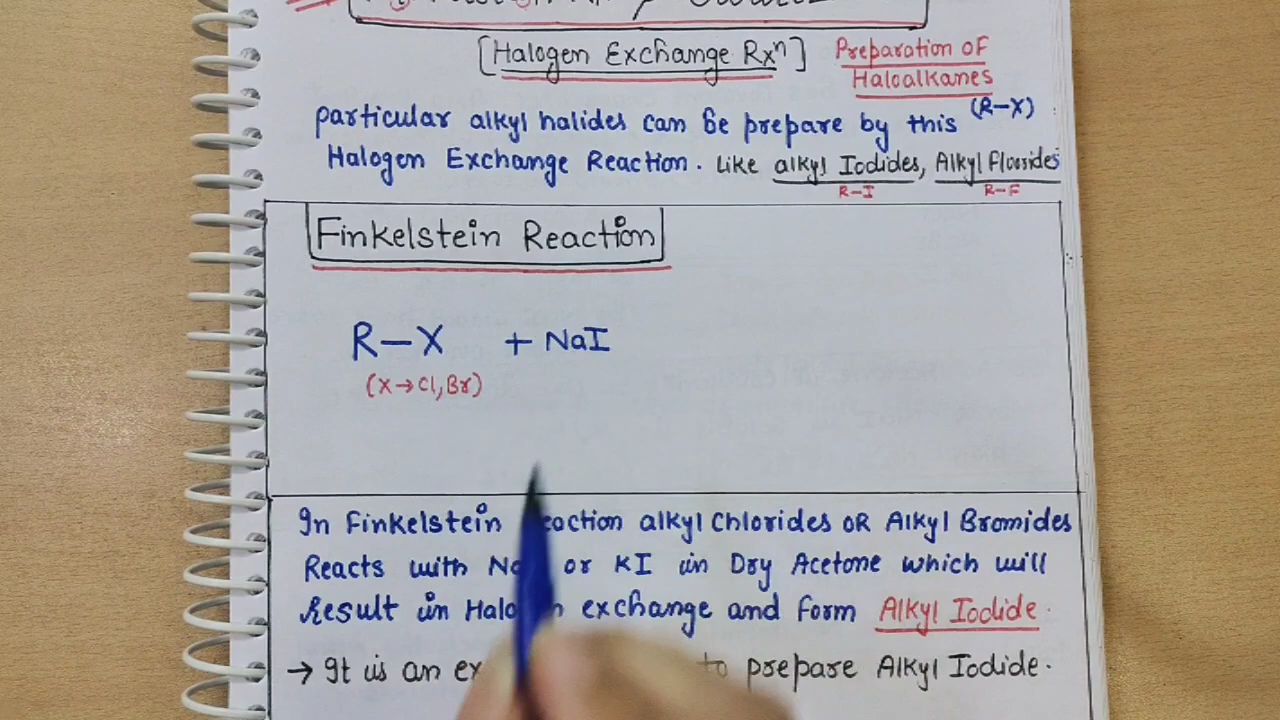 [Halogen Exchange Rxⁿ] Preparation of
Haloalkanes
(R-X)
particular alkyl halides can be prepare by this
Halogen Exchange Reaction. Like alkyl Iodides, Alkyl Fluorides
R-I R-F
Finkelstein Reaction
R-X + NaI
(X→Cl,Br)
In Finkelstein Reaction alkyl Chlorides OR Alkyl Bromides
Reacts with or KI in Dry Acetone which will
Result in exchange and form Alkyl Iodide.
→ It is an to prepare Alkyl Iodide.